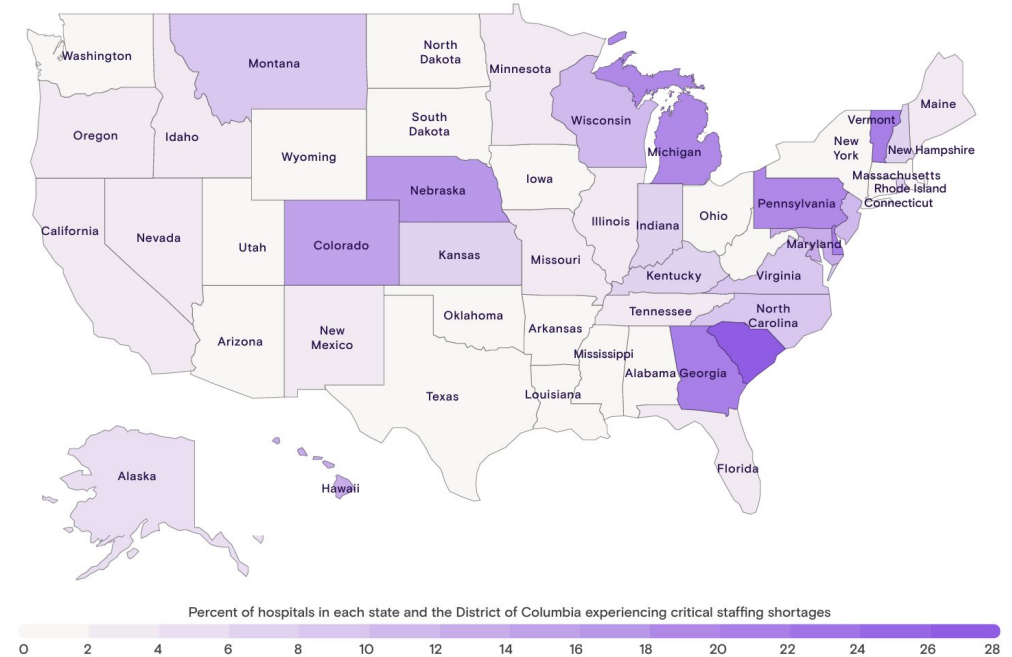 Washington
Montana
North
Dakota
Minnesota
Oregon
Idaho
South
Dakota
Wisconsin
Michigan
Maine
Vermont
New
York
New Hampshire
Massachusetts
Rhode Island
Connecticut
Wyoming
Iowa
Nebraska
Pennsylvania
Illinois
Indiana
Ohio
California
Nevada
Utah
Colorado
Kansas
Missouri
Kentucky
Maryland
Virginia
North
Carolina
Tennessee
Arizona
New
Mexico
Oklahoma
Arkansas
Mississippi
Alabama
Georgia
Texas
Louisiana
Florida
Alaska
Hawaii
Percent of hospitals in each state and the District of Columbia experiencing critical staffing shortages
0 2 4 6 8 10 12 14 16 18 20 22 24 26 28